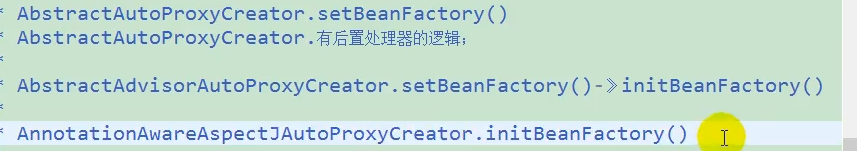 * AbstractAutoProxyCreator.setBeanFactory()
* AbstractAutoProxyCreator.有后置处理器的逻辑；
*
* AbstractAdvisorAutoProxyCreator.setBeanFactory()-》initBeanFactory()
*
* AnnotationAwareAspectJAutoProxyCreator.initBeanFactory()